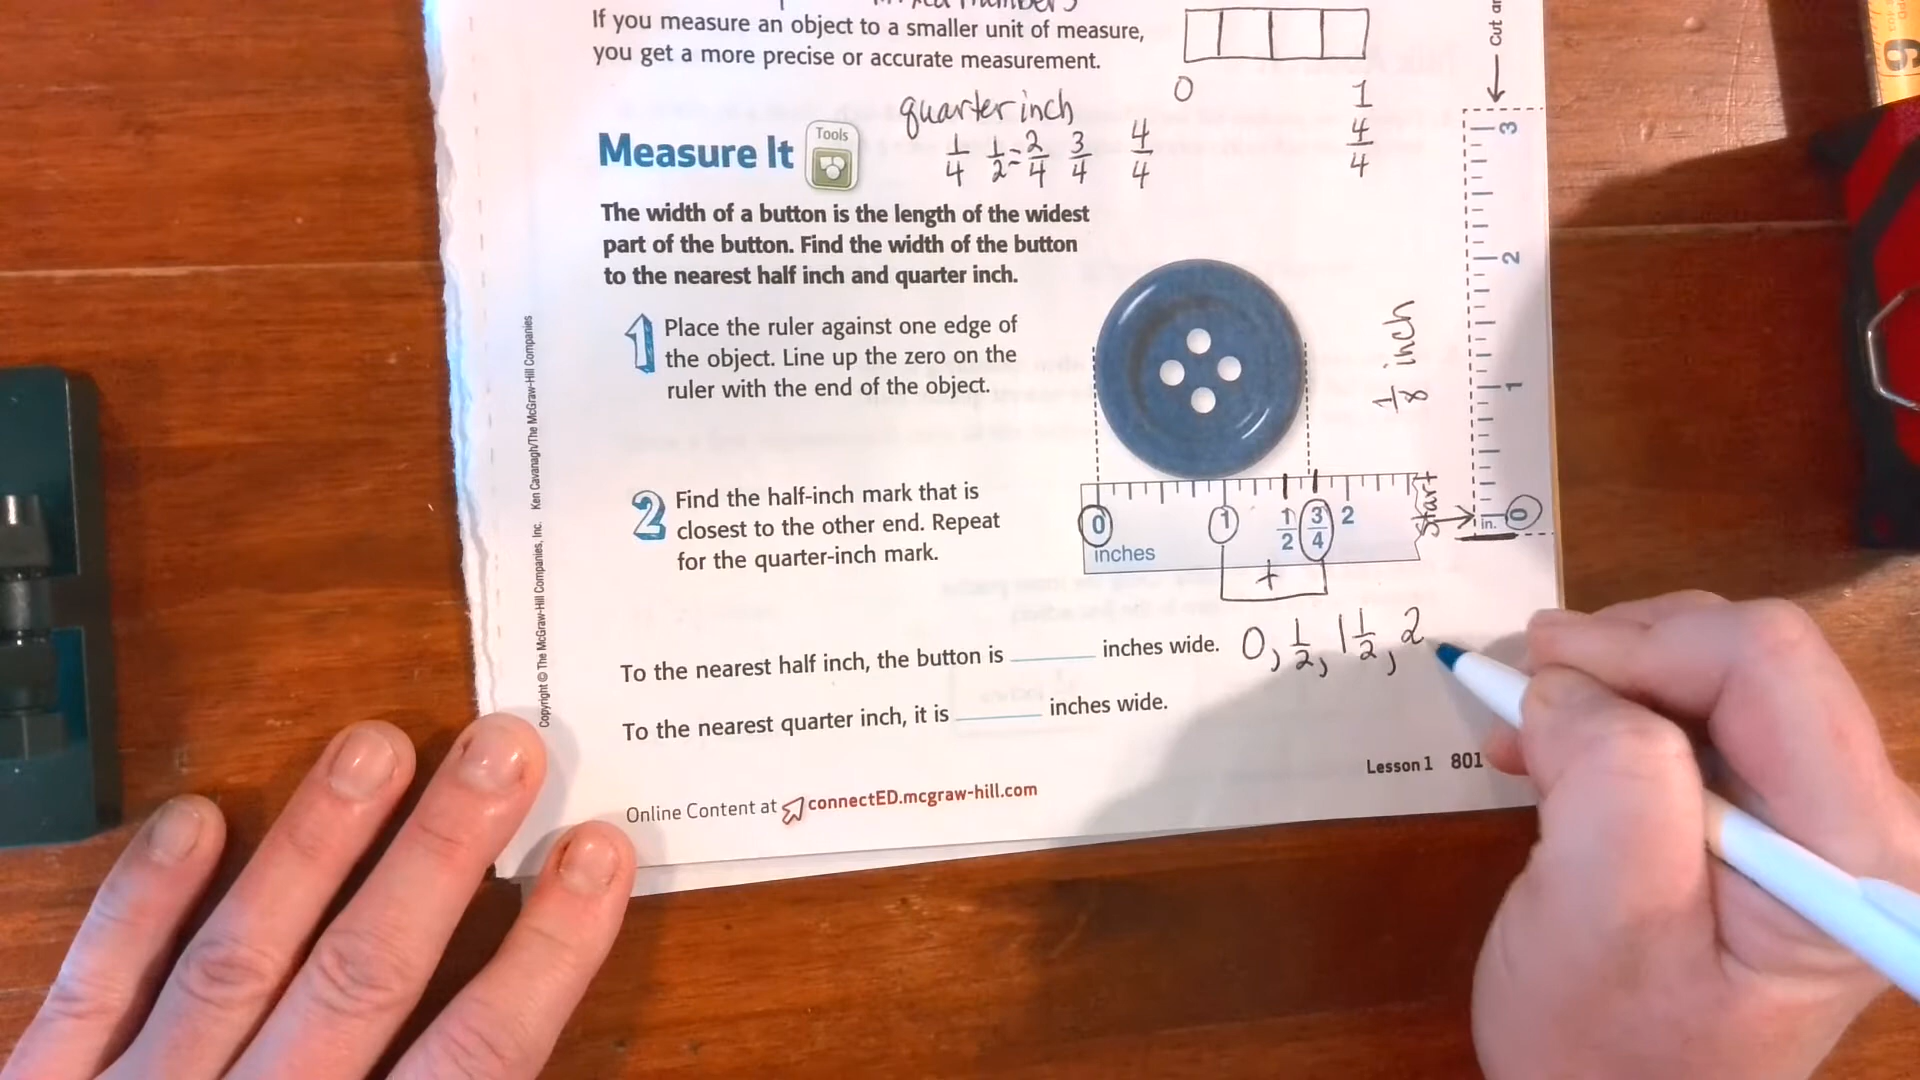 If you measure an object to a smaller unit of measure,
you get a more precise or accurate measurement.
0 1
4/4
quarter inch
1/4 1/2 = 2/4 3/4 4/4
Measure It
Tools
The width of a button is the length of the widest
part of the button. Find the width of the button
to the nearest half inch and quarter inch.
1 Place the ruler against one edge of
the object. Line up the zero on the
ruler with the end of the object.
2 Find the half-inch mark that is
closest to the other end. Repeat
for the quarter-inch mark.
0 1 1/2 3/4 2
inches
+
1/8 inch
Start
Cut
3
2
1
0
in.
To the nearest half inch, the button is ______ inches wide. 0, 1/2, 1 1/2, 2
To the nearest quarter inch, it is ______ inches wide.
Lesson 1 801
Online Content at connectED.mcgraw-hill.com
Copyright © The McGraw-Hill Companies, Inc. Ken Cavanagh/The McGraw-Hill Companies
9